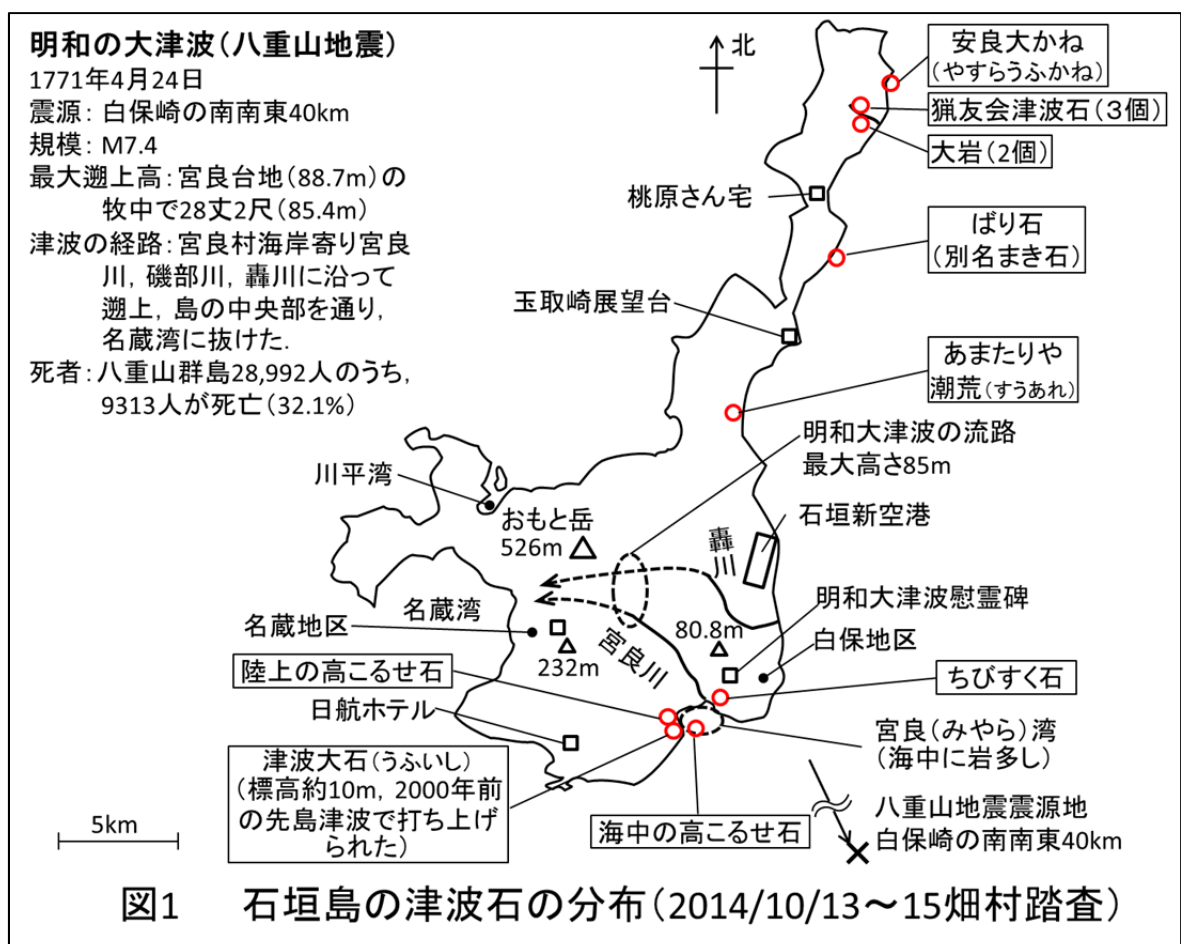 明和の大津波(八重山地震)
1771年4月24日
震源: 白保崎の南南東40km
規模: M7.4
最大遡上高: 宮良台地(88.7m)の
牧中で28丈2尺(85.4m)
津波の経路: 宮良村海岸寄り宮良
川, 磯部川, 轟川に沿って
遡上, 島の中央部を通り,
名蔵湾に抜けた.
死者: 八重山群島28,992人のうち,
9313人が死亡(32.1%)
北
安良大かね
(やすらうふかね)
猟友会津波石(3個)
大岩(2個)
桃原さん宅
ばり石
(別名まき石)
玉取崎展望台
あまたりや
潮荒(すうあれ)
明和大津波の流路
最大高さ85m
川平湾
おもと岳
526m
石垣新空港
轟川
名蔵湾
明和大津波慰霊碑
名蔵地区
232m
宮良川
80.8m
白保地区
陸上の高こるせ石
ちびすく石
日航ホテル
宮良(みやら)湾
(海中に岩多し)
津波大石(うふいし)
(標高約10m, 2000年前
の先島津波で打ち上げ
られた)
海中の高こるせ石
八重山地震震源地
白保崎の南南東40km
5km
図1 石垣島の津波石の分布(2014/10/13~15畑村踏査)